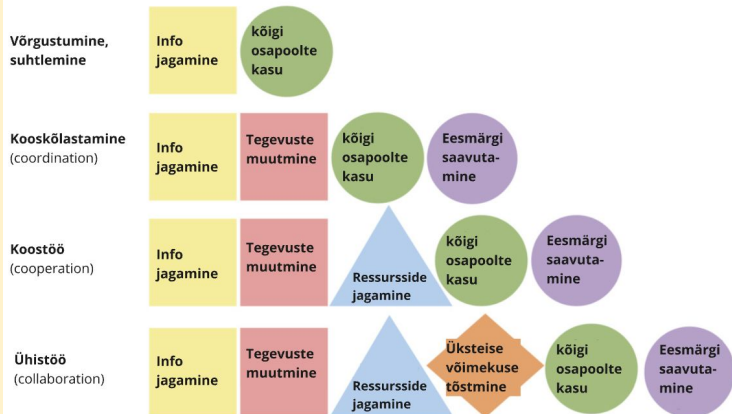 Võrgustumine,
suhtlemine
Info
jagamine
kõigi
osapoolte
kasu
Kooskõlastamine
(coordination)
Info
jagamine
Tegevuste
muutmine
kõigi
osapoolte
kasu
Eesmärgi
saavuta-
mine
Koostöö
(cooperation)
Info
jagamine
Tegevuste
muutmine
Ressursside
jagamine
kõigi
osapoolte
kasu
Eesmärgi
saavuta-
mine
Ühistöö
(collaboration)
Info
jagamine
Tegevuste
muutmine
Ressursside
jagamine
Üksteise
võimekuse
tõstmine
kõigi
osapoolte
kasu
Eesmärgi
saavuta-
mine